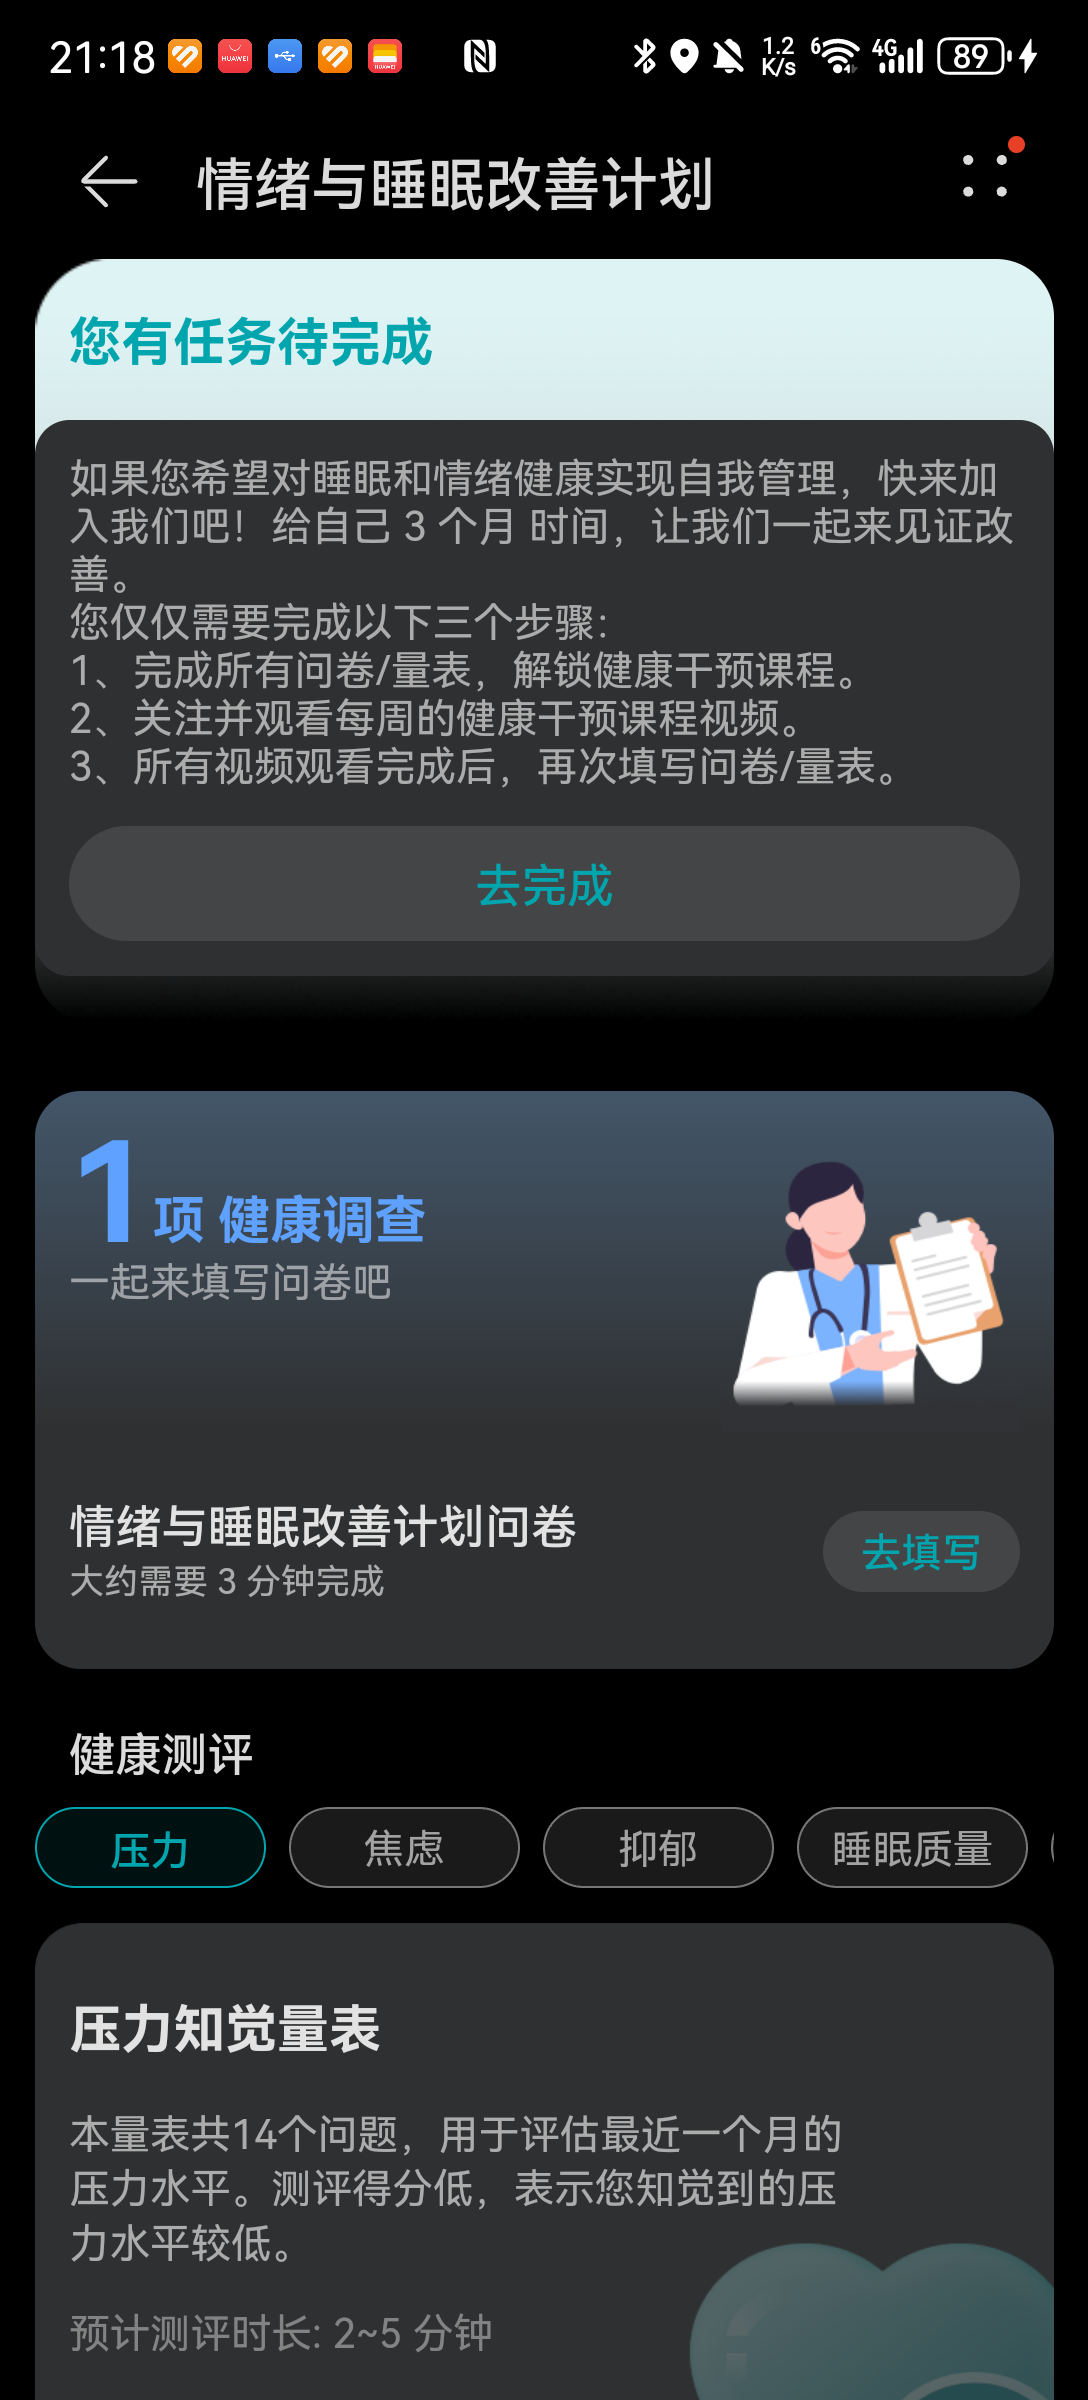 21:18
HUAWEI
HUAWEI
1.2 K/s
6
4G
89
情绪与睡眠改善计划
您有任务待完成
如果您希望对睡眠和情绪健康实现自我管理，快来加
入我们吧！给自己 3 个月 时间，让我们一起来见证改
善。
您仅仅需要完成以下三个步骤：
1、完成所有问卷/量表，解锁健康干预课程。
2、关注并观看每周的健康干预课程视频。
3、所有视频观看完成后，再次填写问卷/量表。
去完成
1 项 健康调查
一起来填写问卷吧
情绪与睡眠改善计划问卷
大约需要 3 分钟完成
去填写
健康测评
压力
焦虑
抑郁
睡眠质量
压力知觉量表
本量表共14个问题，用于评估最近一个月的
压力水平。测评得分低，表示您知觉到的压
力水平较低。
预计测评时长: 2~5 分钟